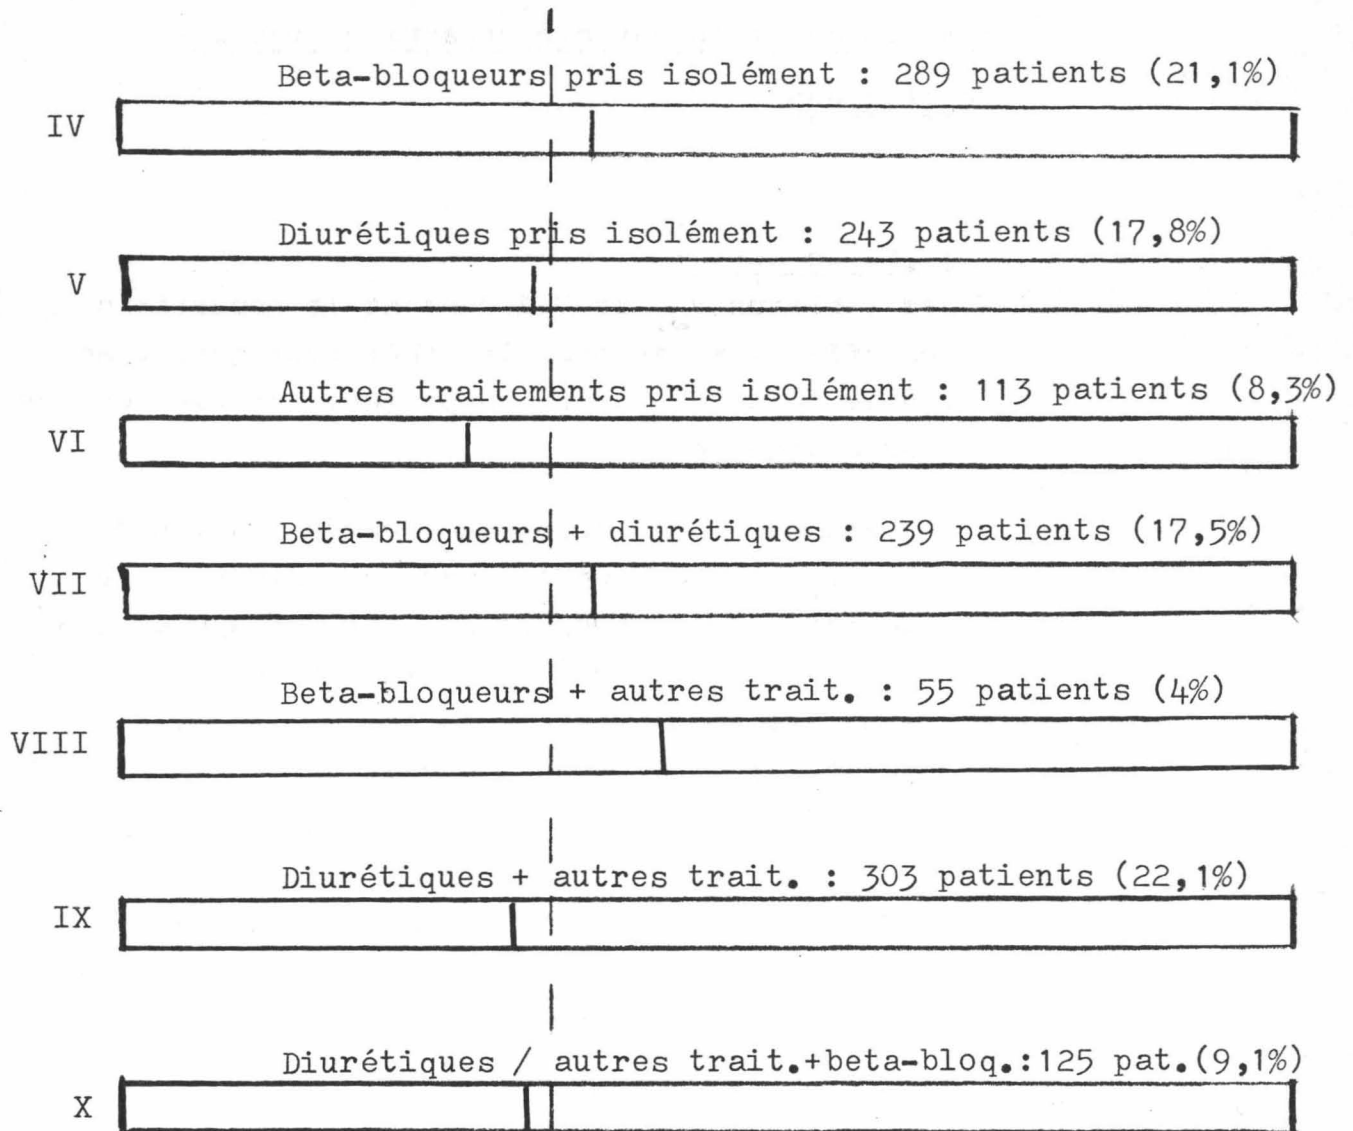 Beta-bloqueurs pris isolément : 289 patients (21,1%)
IV
Diurétiques pris isolément : 243 patients (17,8%)
V
Autres traitements pris isolément : 113 patients (8,3%)
VI
Beta-bloqueurs + diurétiques : 239 patients (17,5%)
VII
Beta-bloqueurs + autres trait. : 55 patients (4%)
VIII
Diurétiques + autres trait. : 303 patients (22,1%)
IX
Diurétiques / autres trait.+beta-bloq.:125 pat.(9,1%)
X